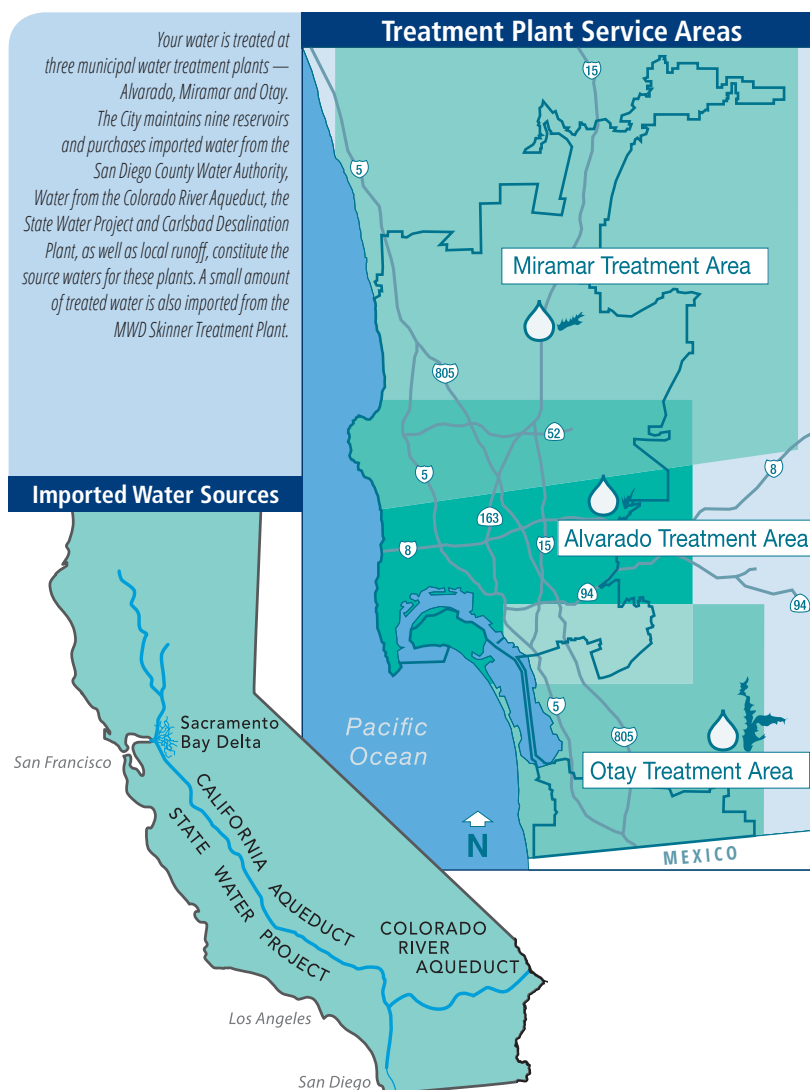 Your water is treated at
three municipal water treatment plants —
Alvarado, Miramar and Otay.
The City maintains nine reservoirs
and purchases imported water from the
San Diego County Water Authority,
Water from the Colorado River Aqueduct, the
State Water Project and Carlsbad Desalination
Plant, as well as local runoff, constitute the
source waters for these plants. A small amount
of treated water is also imported from the
MWD Skinner Treatment Plant.
Treatment Plant Service Areas
15
5
Miramar Treatment Area
805
52
5
8
163
8
15
Alvarado Treatment Area
94
94
5
805
Pacific
Ocean
Otay Treatment Area
N
MEXICO
Imported Water Sources
Sacramento
Bay Delta
San Francisco
CALIFORNIA AQUEDUCT
STATE WATER PROJECT
COLORADO
RIVER
AQUEDUCT
Los Angeles
San Diego